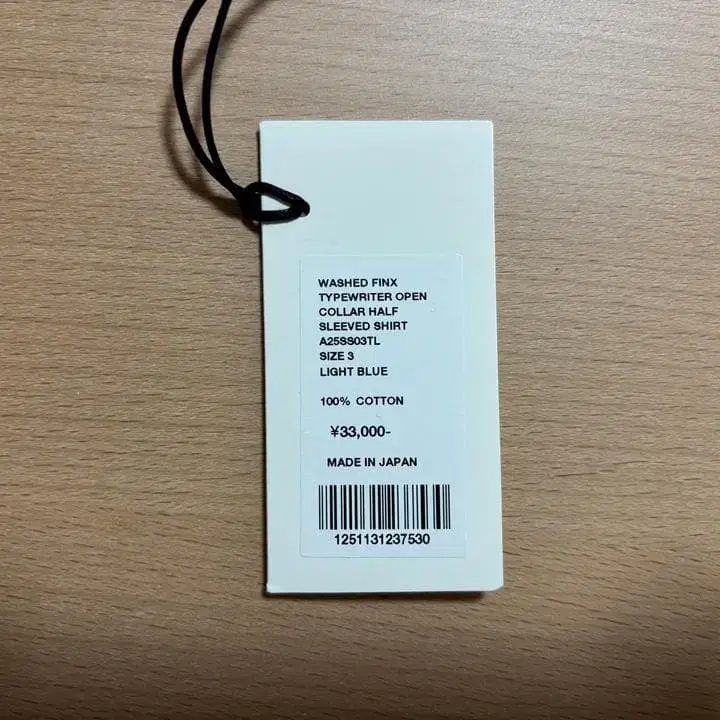 WASHED FINX
TYPEWRITER OPEN
COLLAR HALF
SLEEVED SHIRT
A25SS03TL
SIZE 3
LIGHT BLUE
100% COTTON
¥33,000-
MADE IN JAPAN
1251131237530